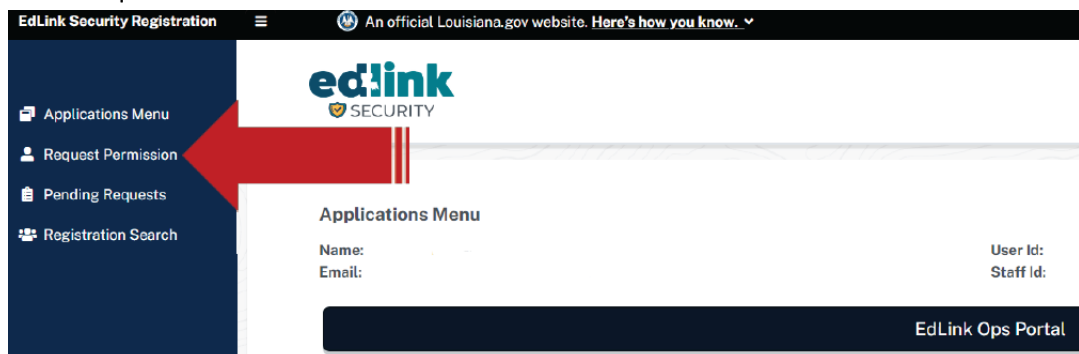 EdLink Security Registration
An official Louisiana.gov website. Here's how you know.
edlink
SECURITY
Applications Menu
Request Permission
Pending Requests
Registration Search
Applications Menu
Name:
User Id:
Email:
Staff Id:
EdLink Ops Portal